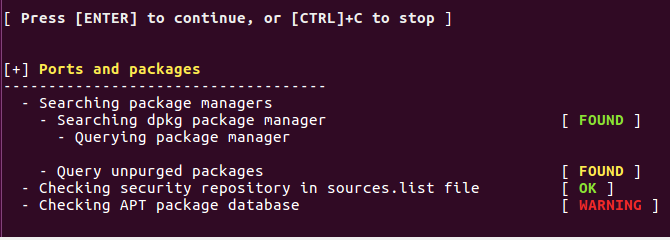 [ Press [ENTER] to continue, or [CTRL]+C to stop ]
[+] Ports and packages
------------------------------------
- Searching package managers
- Searching dpkg package manager [ FOUND ]
- Querying package manager
- Query unpurged packages [ FOUND ]
- Checking security repository in sources.list file [ OK ]
- Checking APT package database [ WARNING ]